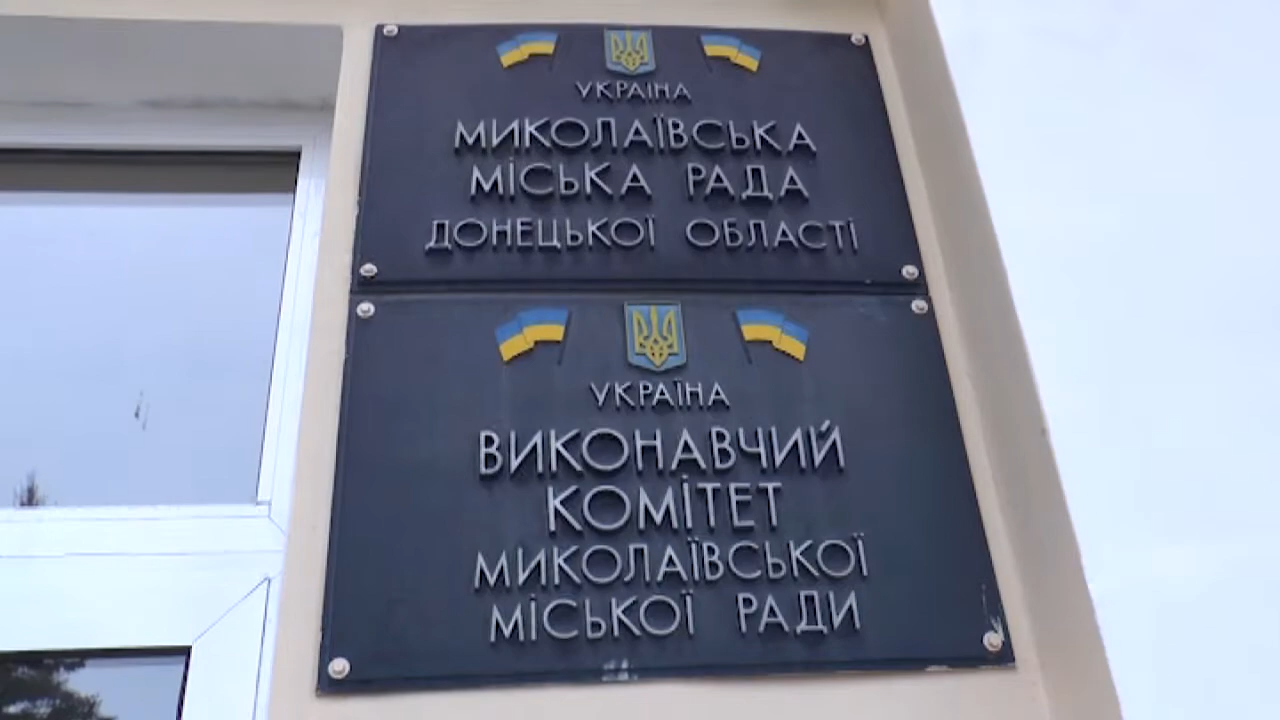 УКРАЇНА
МИКОЛАЇВСЬКА
МІСЬКА РАДА
ДОНЕЦЬКОЇ ОБЛАСТІ
УКРАЇНА
ВИКОНАВЧИЙ
КОМІТЕТ
МИКОЛАЇВСЬКОЇ
МІСЬКОЇ РАДИ